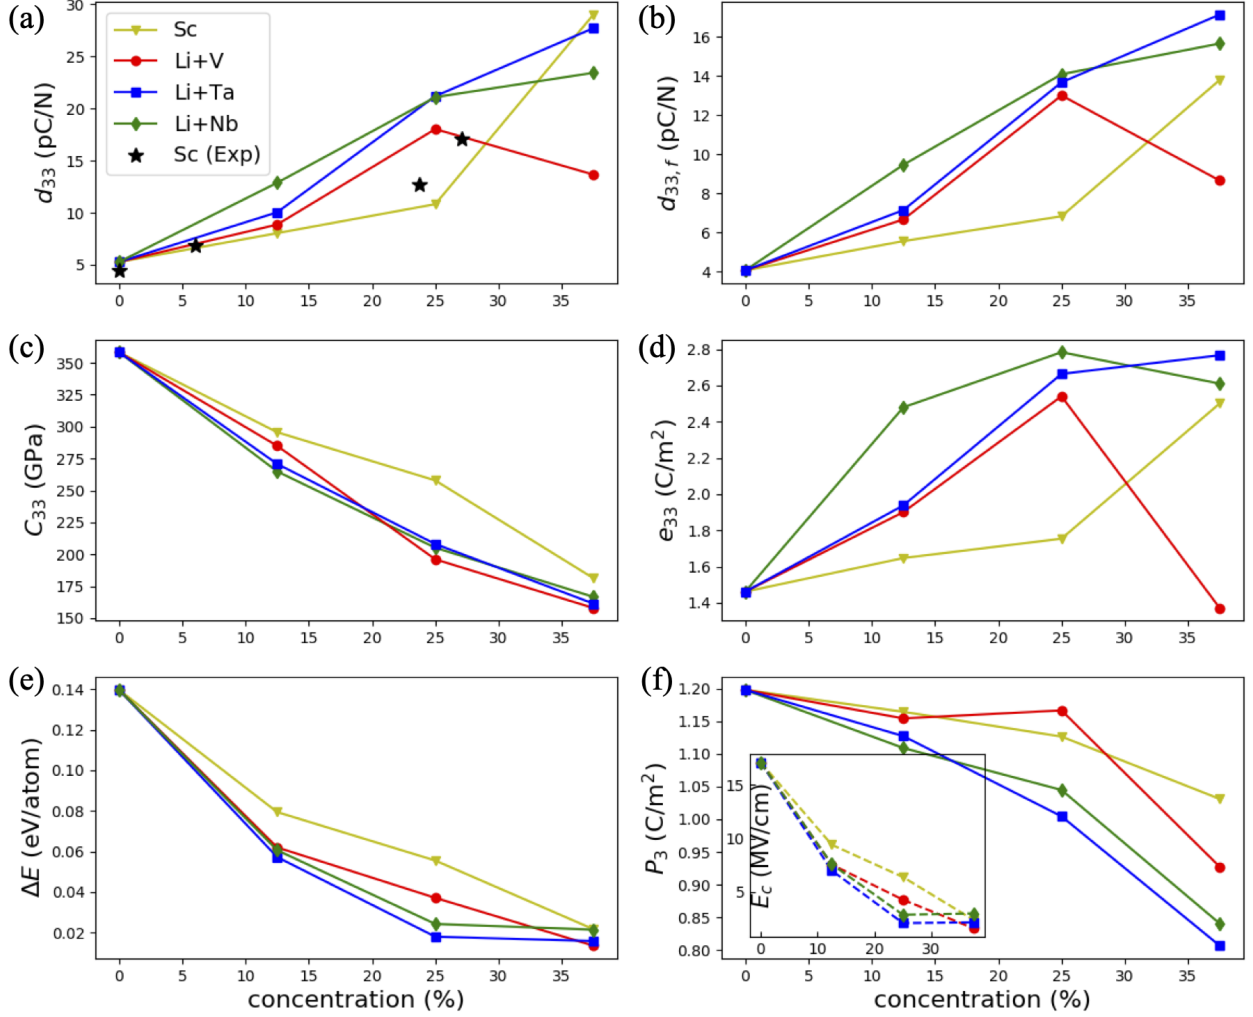 (a)
30
25
20
15
10
5
d33 (pC/N)
Sc
Li+V
Li+Ta
Li+Nb
Sc (Exp)
0 5 10 15 20 25 30 35
(b)
16
14
12
10
8
6
4
d33,f (pC/N)
0 5 10 15 20 25 30 35
(c)
350
325
300
275
250
225
200
175
150
C33 (GPa)
0 5 10 15 20 25 30 35
(d)
2.8
2.6
2.4
2.2
2.0
1.8
1.6
1.4
e33 (C/m²)
0 5 10 15 20 25 30 35
(e)
0.14
0.12
0.10
0.08
0.06
0.04
0.02
ΔE (eV/atom)
0 5 10 15 20 25 30 35
concentration (%)
(f)
1.20
1.15
1.10
1.05
1.00
0.95
0.90
0.85
0.80
P3 (C/m²)
15
10
5
Ec (MV/cm)
0 10 20 30
0 5 10 15 20 25 30 35
concentration (%)